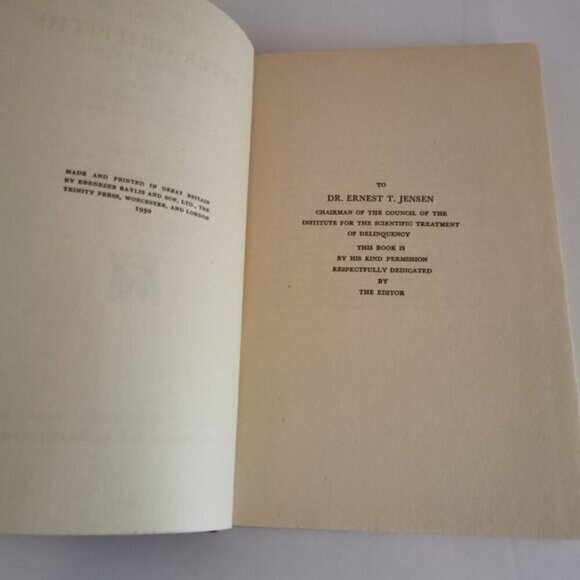 MADE AND PRINTED IN GREAT BRITAIN
BY EBENEZER BAYLIS AND SON, LTD., THE
TRINITY PRESS, WORCESTER, AND LONDON
1950
TO
DR. ERNEST T. JENSEN
CHAIRMAN OF THE COUNCIL OF THE
INSTITUTE FOR THE SCIENTIFIC TREATMENT
OF DELINQUENCY
THIS BOOK IS
BY HIS KIND PERMISSION
RESPECTFULLY DEDICATED
BY
THE EDITOR